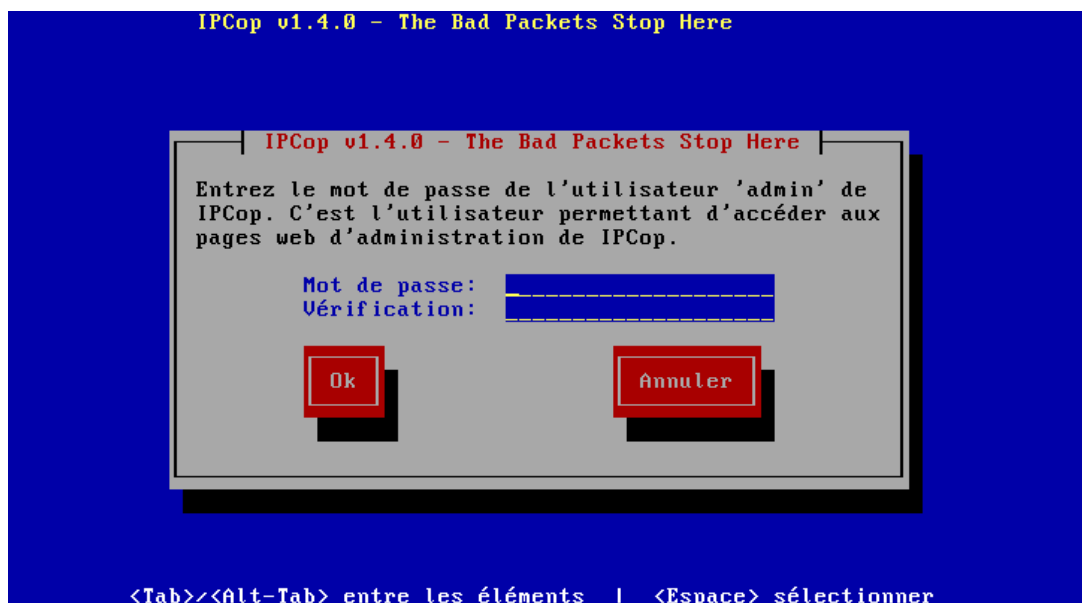 IPCop v1.4.0 - The Bad Packets Stop Here
IPCop v1.4.0 - The Bad Packets Stop Here
Entrez le mot de passe de l'utilisateur 'admin' de
IPCop. C'est l'utilisateur permettant d'accéder aux
pages web d'administration de IPCop.
Mot de passe:
Vérification:
Ok Annuler
<Tab>/<Alt-Tab> entre les éléments | <Espace> sélectionner